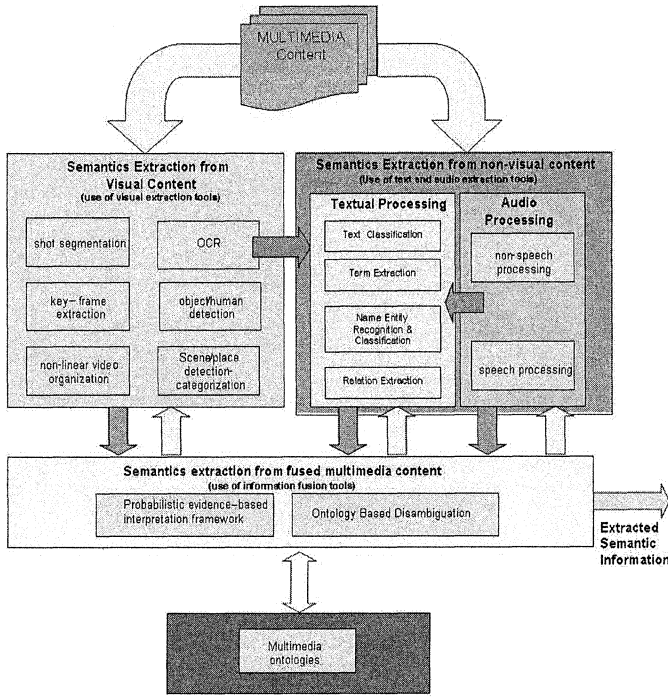 MULTIMEDIA
Content
Semantics Extraction from
Visual Content
(use of visual extraction tools)
shot segmentation
OCR
key-frame
extraction
object/human
detection
non-linear video
organization
Scene/place
detection-
categorization
Semantics Extraction from non-visual content
(Use of text and audio extraction tools)
Textual Processing
Text Classification
Term Extraction
Name Entity
Recognition &
Classification
Relation Extraction
Audio
Processing
non-speech
processing
speech processing
Semantics extraction from fused multimedia content
(use of information fusion tools)
Probabilistic evidence-based
interpretation framework
Ontology Based Disambiguation
Extracted
Semantic
Information
Multimedia
ontologies